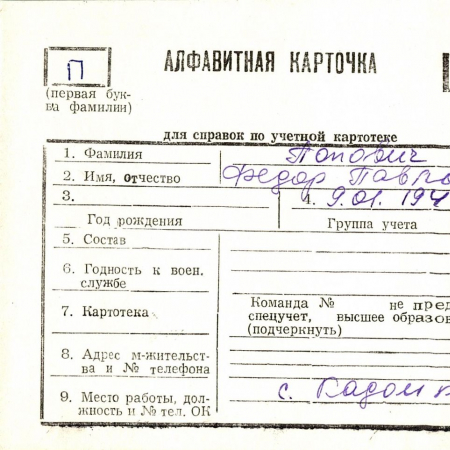 П
АЛФАВИТНАЯ КАРТОЧКА
(первая бук-
ва фамилии)
для справок по учетной картотеке
1. Фамилия Попович
2. Имя, отчество Федор Павло
3. 4. 9.01.194
Год рождения Группа учета
5. Состав
6. Годность к воен.
службе
7. Картотека
Команда № не пред
спецучет, высшее образов
(подчеркнуть)
8. Адрес м-жительст-
ва и № телефона
9. Место работы, дол-
жность и № тел. ОК
с.